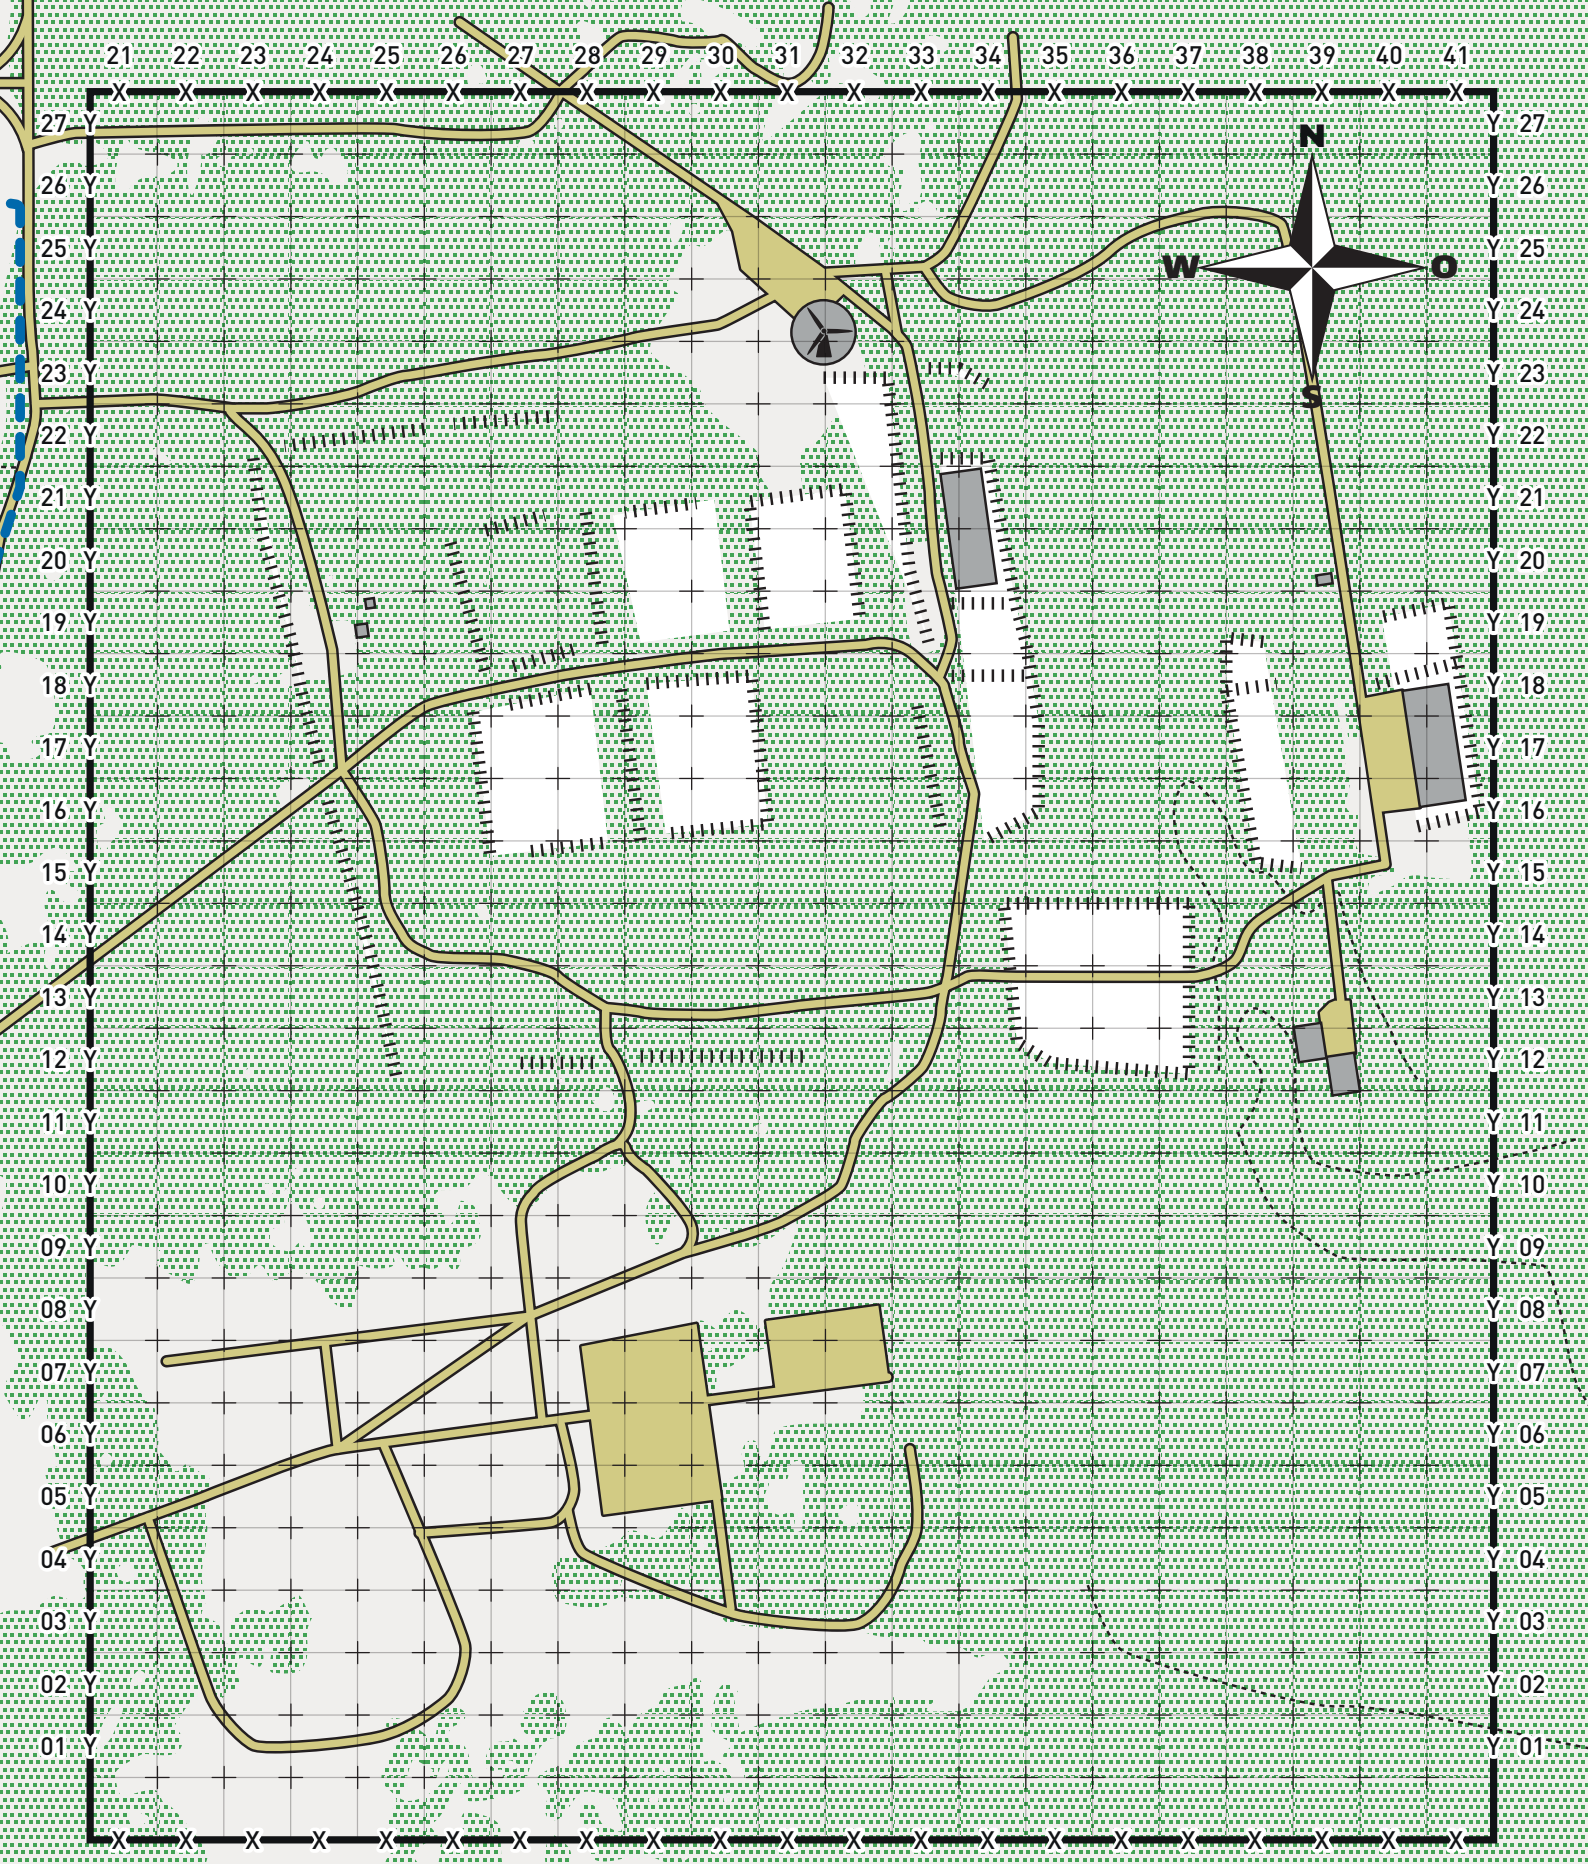 21 22 23 24 25 26 27 28 29 30 31 32 33 34 35 36 37 38 39 40 41
X X X X X X X X X X X X X X X X X X X X X
27 Y Y 27
N
26 Y Y 26
25 Y Y 25
W O
24 Y Y 24
23 Y Y 23
S
22 Y Y 22
21 Y Y 21
20 Y Y 20
19 Y Y 19
18 Y Y 18
17 Y Y 17
16 Y Y 16
15 Y Y 15
14 Y Y 14
13 Y Y 13
12 Y Y 12
11 Y Y 11
10 Y Y 10
09 Y Y 09
08 Y Y 08
07 Y Y 07
06 Y Y 06
05 Y Y 05
04 Y Y 04
03 Y Y 03
02 Y Y 02
01 Y Y 01
X X X X X X X X X X X X X X X X X X X X X